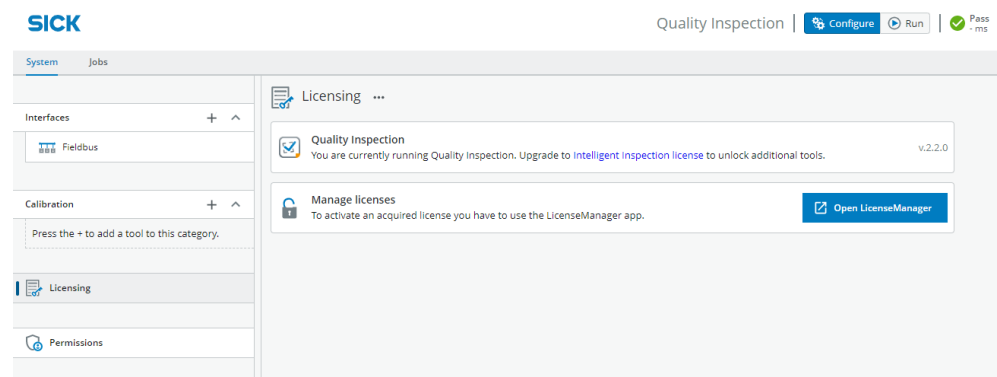 SICK
Quality Inspection
Configure
Run
Pass
- ms
System
Jobs
Interfaces
Fieldbus
Calibration
Press the + to add a tool to this category.
Licensing
Permissions
Licensing ...
Quality Inspection
You are currently running Quality Inspection. Upgrade to Intelligent Inspection license to unlock additional tools.
v.2.2.0
Manage licenses
To activate an acquired license you have to use the LicenseManager app.
Open LicenseManager